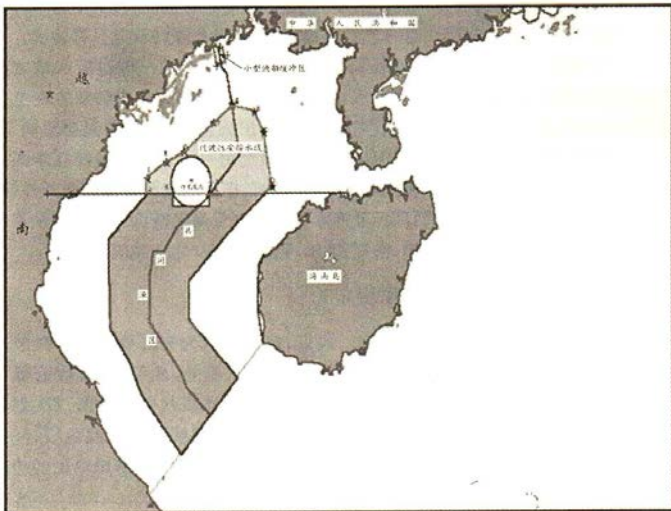 中华人民共和国
小型渔船缓冲区
越
过渡性安排水域
南
共
同
渔
区
海南岛